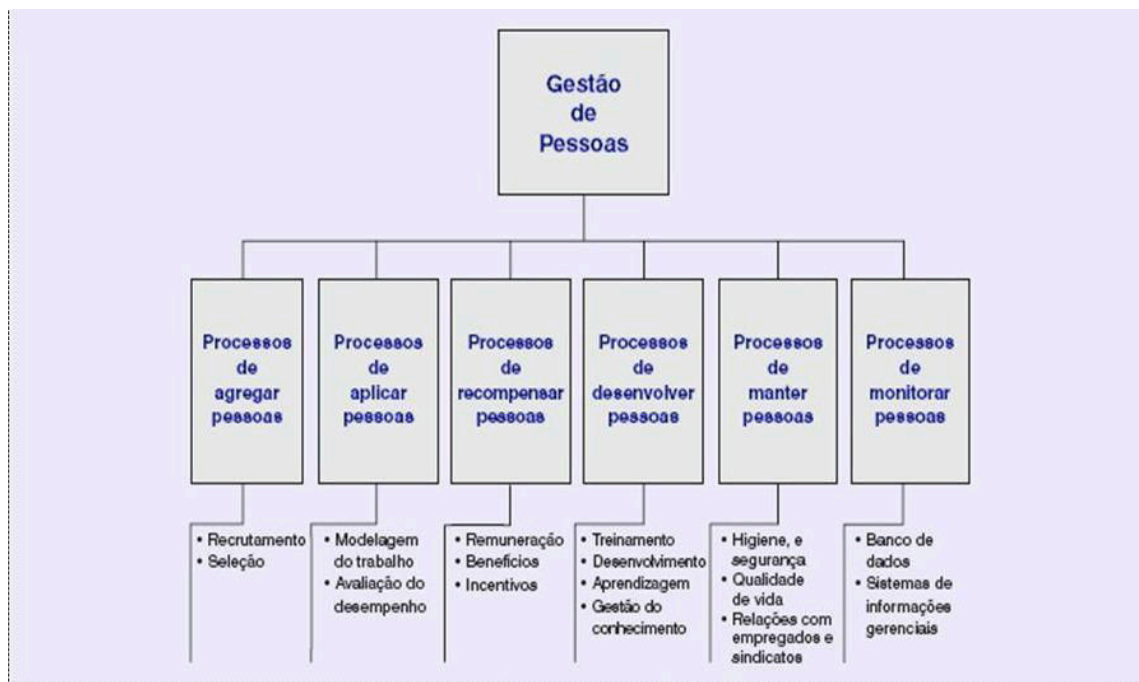 Gestão
de
Pessoas
Processos
de
agregar
pessoas
Processos
de
aplicar
pessoas
Processos
de
recompensar
pessoas
Processos
de
desenvolver
pessoas
Processos
de
manter
pessoas
Processos
de
monitorar
pessoas
• Recrutamento
• Seleção
• Modelagem
do trabalho
• Avaliação do
desempenho
• Remuneração
• Benefícios
• Incentivos
• Treinamento
• Desenvolvimento
• Aprendizagem
• Gestão do
conhecimento
• Higiene, e
segurança
• Qualidade
de vida
• Relações com
empregados e
sindicatos
• Banco de
dados
• Sistemas de
informações
gerenciais